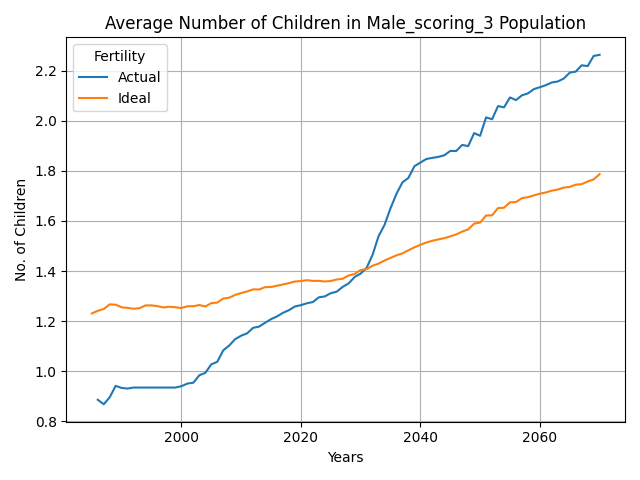 Average Number of Children in Male_scoring_3 Population
Fertility
Actual
Ideal
No. of Children
2.2
2.0
1.8
1.6
1.4
1.2
1.0
0.8
2000
2020
2040
2060
Years